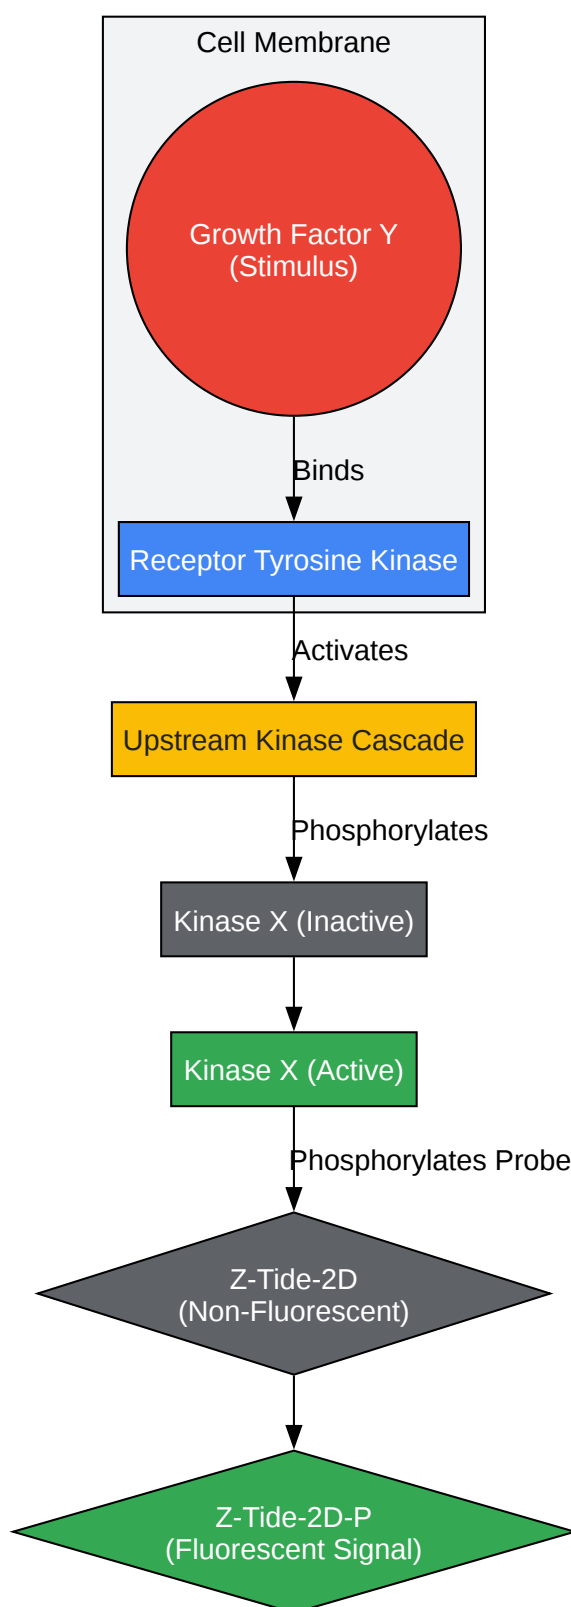 Cell Membrane
Growth Factor Y
(Stimulus)
Binds
Receptor Tyrosine Kinase
Activates
Upstream Kinase Cascade
Phosphorylates
Kinase X (Inactive)
Kinase X (Active)
Phosphorylates Probe
Z-Tide-2D
(Non-Fluorescent)
Z-Tide-2D-P
(Fluorescent Signal)